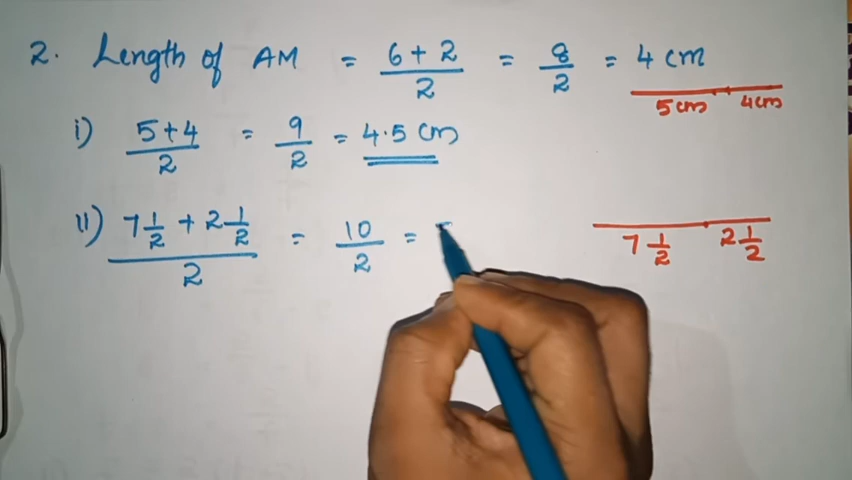 2. Length of AM = 6+2/2 = 8/2 = 4 cm
5cm 4cm
i) 5+4/2 = 9/2 = 4.5 cm
ii) 7 1/2 + 2 1/2 / 2 = 10/2 =
7 1/2 2 1/2